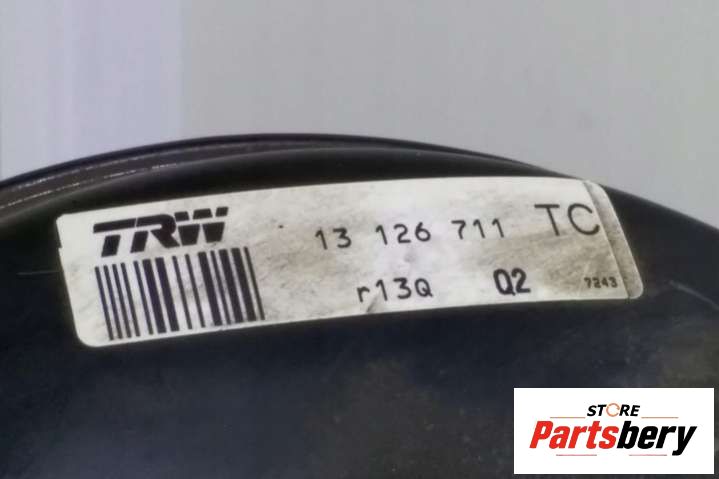 TRW 13 126 711 TC
r13Q Q2 7243
STORE
Partsbery